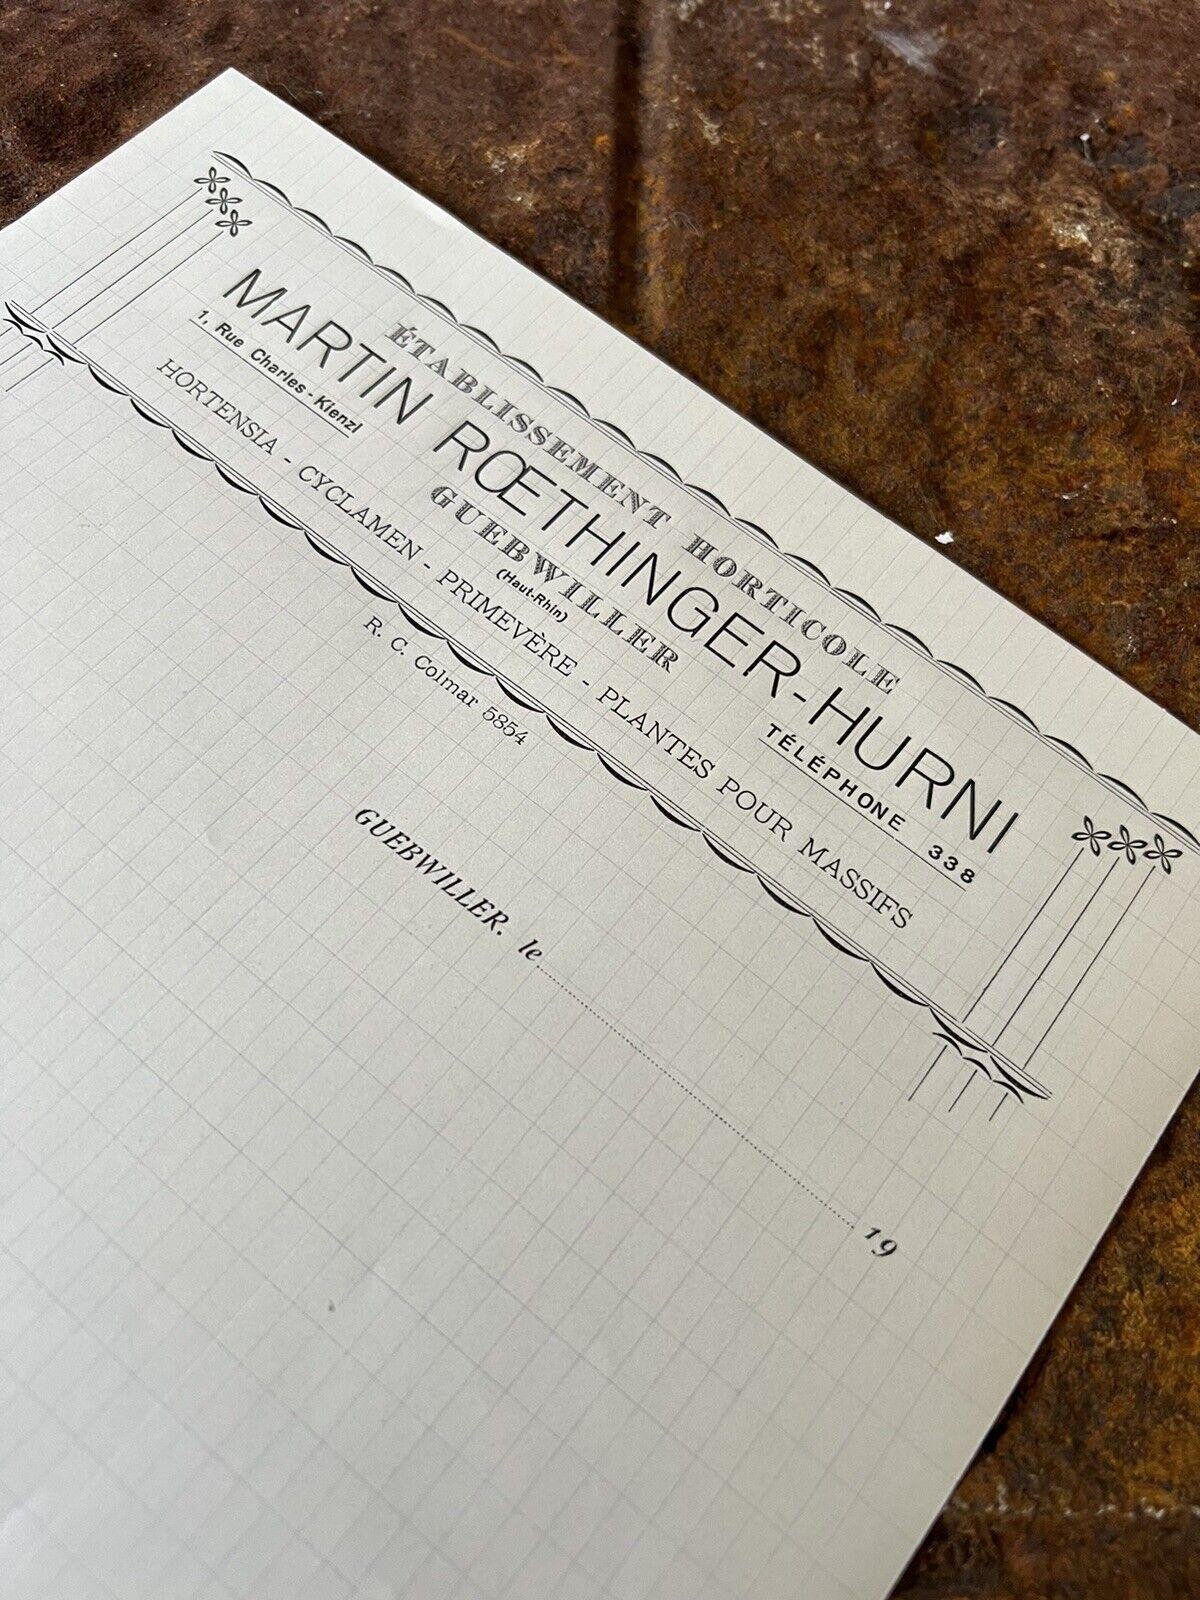 ÉTABLISSEMENT HORTICOLE
MARTIN RŒTHINGER-HURNI
1, Rue Charles-Kienzl
GUEBWILLER
(Haut-Rhin)
TÉLÉPHONE 338
HORTENSIA - CYCLAMEN - PRIMEVÈRE - PLANTES POUR MASSIFS
R. C. Colmar 5854
GUEBWILLER. le 19